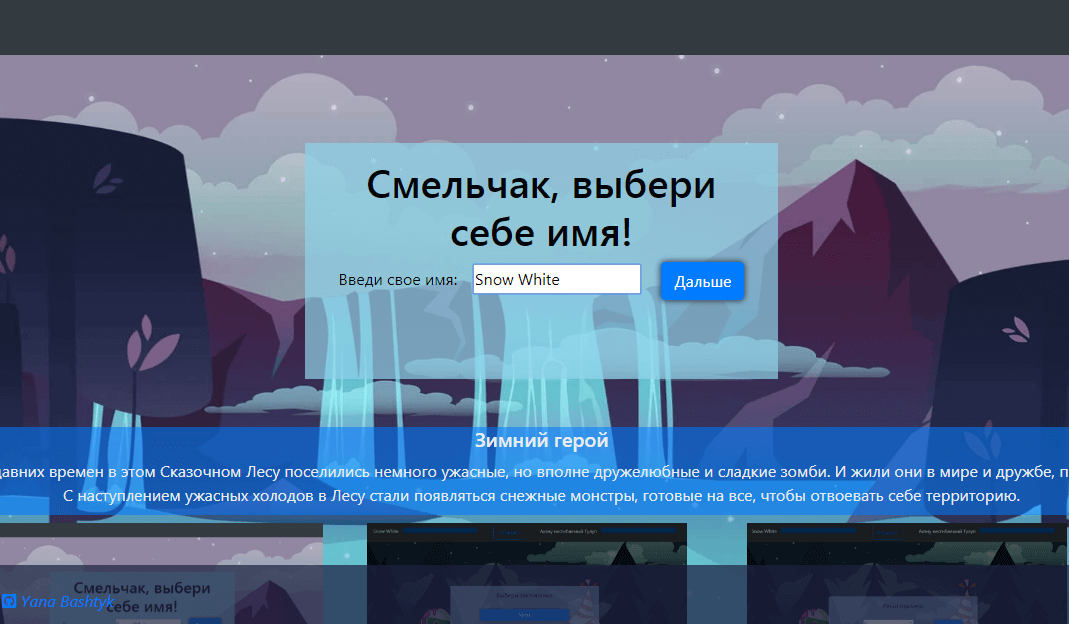 Смельчак, выбери
себе имя!
Введи свое имя: Snow White Дальше
Зимний герой
давних времен в этом Сказочном Лесу поселились немного ужасные, но вполне дружелюбные и сладкие зомби. И жили они в мире и дружбе, п
С наступлением ужасных холодов в Лесу стали появляться снежные монстры, готовые на все, чтобы отвоевать себе территорию.
Snow White
Snow White
Смельчак, выбери
себе имя!
Yana Bashtyk